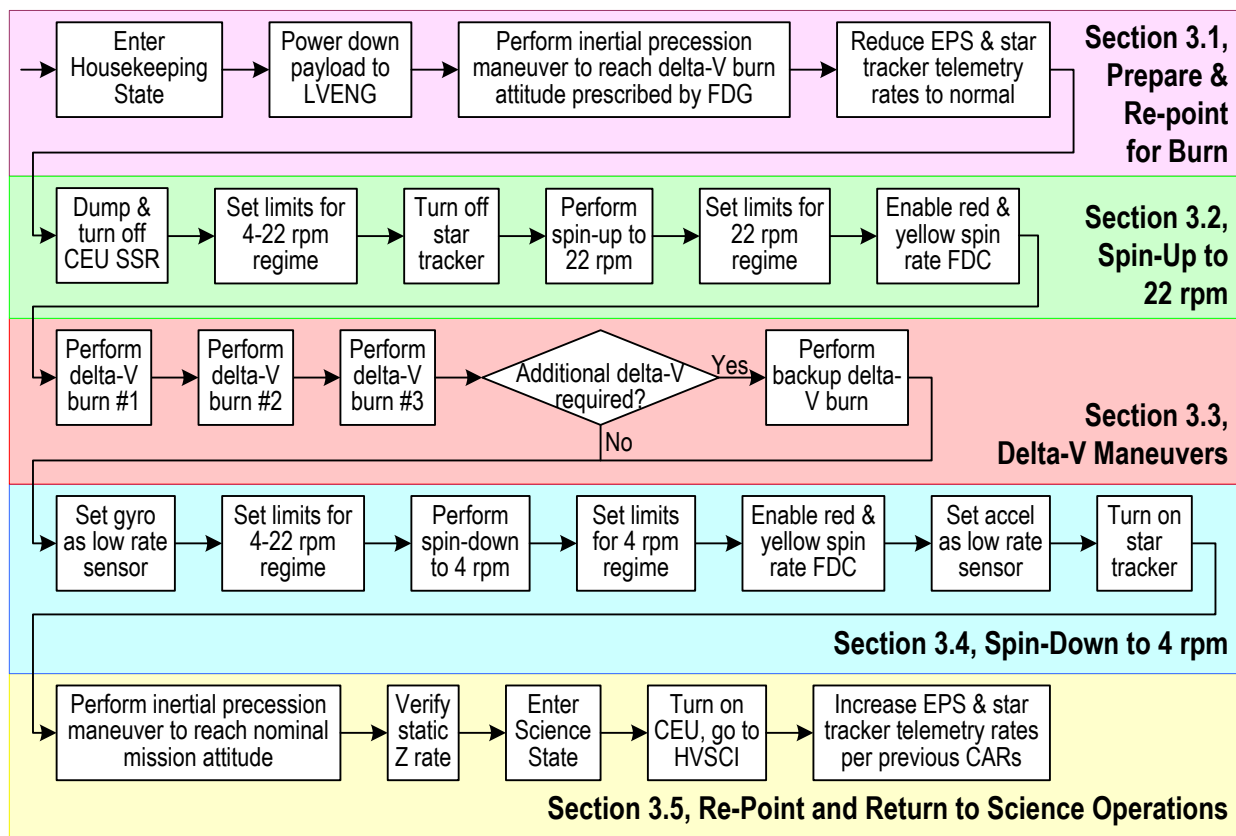 Enter
Housekeeping
State
Power down
payload to
LVENG
Perform inertial precession
maneuver to reach delta-V burn
attitude prescribed by FDG
Reduce EPS & star
tracker telemetry
rates to normal
Section 3.1,
Prepare &
Re-point
for Burn
Dump &
turn off
CEU SSR
Set limits for
4-22 rpm
regime
Turn off
star
tracker
Perform
spin-up to
22 rpm
Set limits for
22 rpm
regime
Enable red &
yellow spin
rate FDC
Section 3.2,
Spin-Up to
22 rpm
Perform
delta-V
burn #1
Perform
delta-V
burn #2
Perform
delta-V
burn #3
Additional delta-V
required?
Yes
No
Perform
backup delta-
V burn
Section 3.3,
Delta-V Maneuvers
Set gyro
as low rate
sensor
Set limits for
4-22 rpm
regime
Perform
spin-down
to 4 rpm
Set limits
for 4 rpm
regime
Enable red &
yellow spin
rate FDC
Set accel
as low rate
sensor
Turn on
star
tracker
Section 3.4, Spin-Down to 4 rpm
Perform inertial precession
maneuver to reach nominal
mission attitude
Verify
static
Z rate
Enter
Science
State
Turn on
CEU, go to
HVSCI
Increase EPS & star
tracker telemetry rates
per previous CARs
Section 3.5, Re-Point and Return to Science Operations